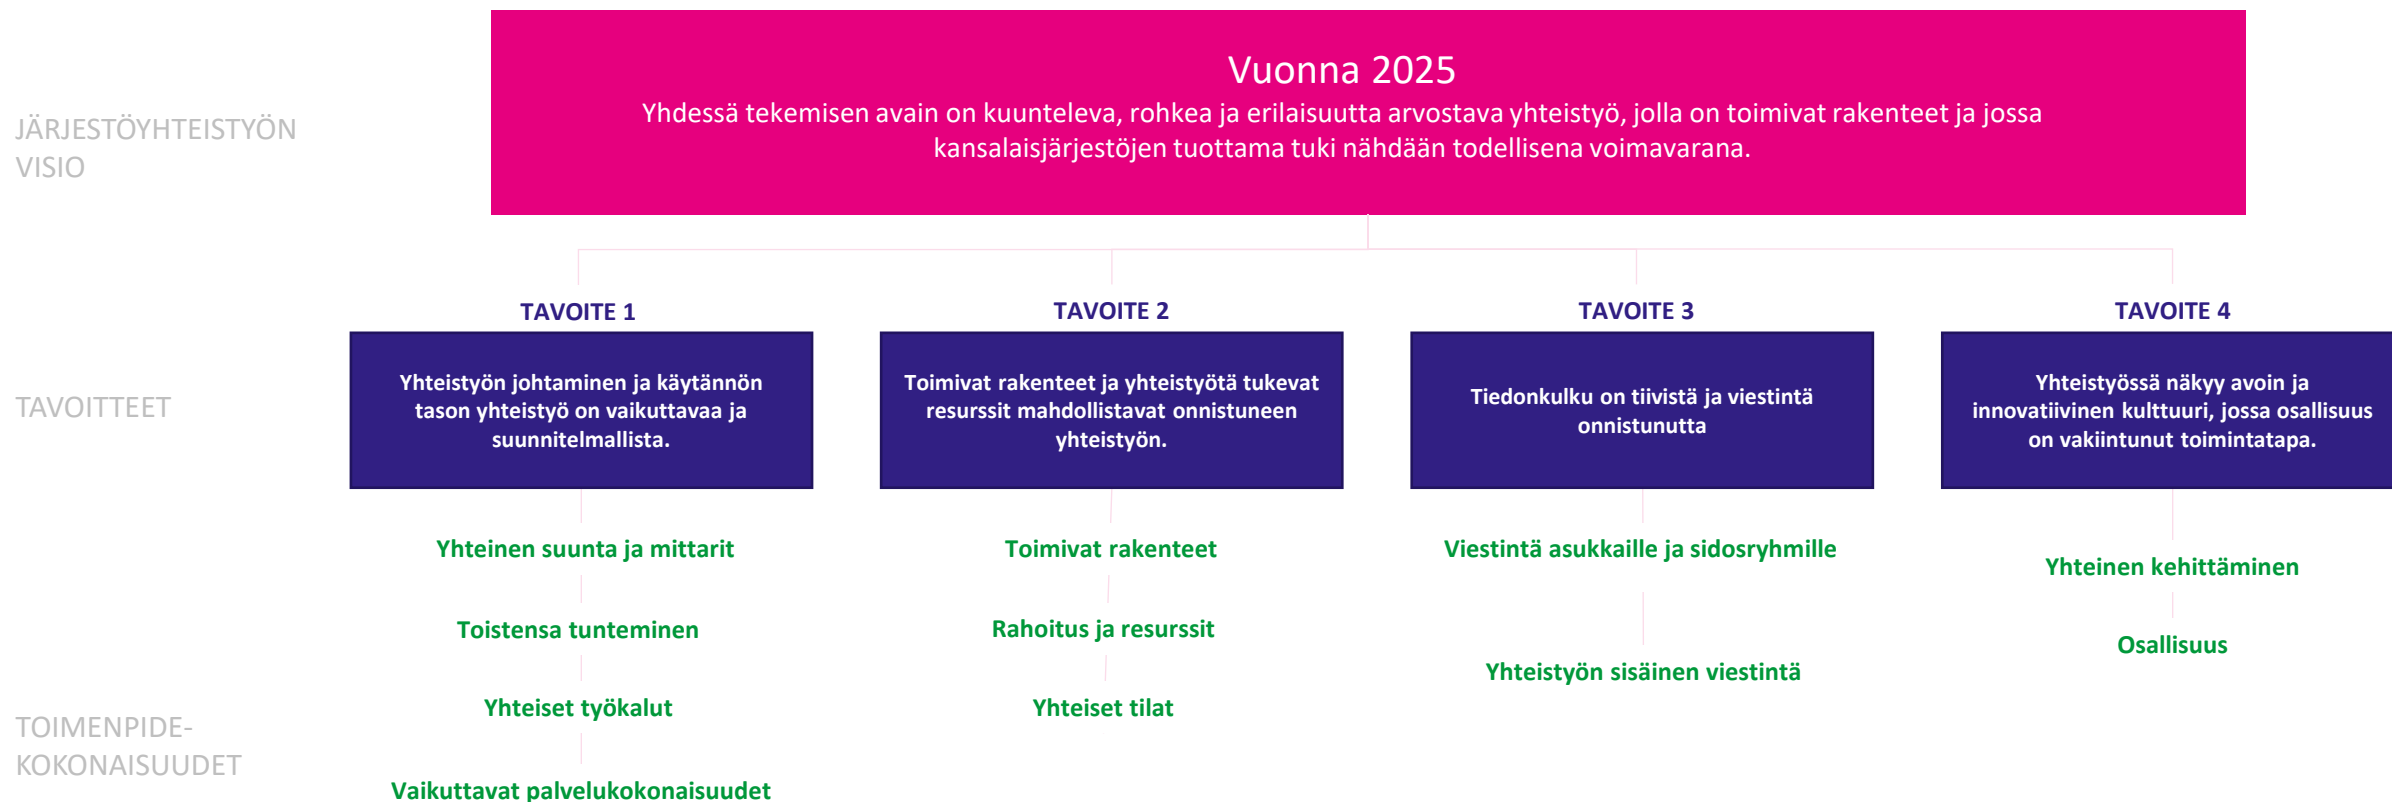 JÄRJESTÖYHTEISTYÖN
VISIO
Vuonna 2025
Yhdessä tekemisen avain on kuunteleva, rohkea ja erilaisuutta arvostava yhteistyö, jolla on toimivat rakenteet ja jossa
kansalaisjärjestöjen tuottama tuki nähdään todellisena voimavarana.
TAVOITTEET
TAVOITE 1
Yhteistyön johtaminen ja käytännön
tason yhteistyö on vaikuttavaa ja
suunnitelmallista.
TAVOITE 2
Toimivat rakenteet ja yhteistyötä tukevat
resurssit mahdollistavat onnistuneen
yhteistyön.
TAVOITE 3
Tiedonkulku on tiivistä ja viestintä
onnistunutta
TAVOITE 4
Yhteistyössä näkyy avoin ja
innovatiivinen kulttuuri, jossa osallisuus
on vakiintunut toimintatapa.
TOIMENPIDE-
KOKONAISUUDET
Yhteinen suunta ja mittarit
Toistensa tunteminen
Yhteiset työkalut
Vaikuttavat palvelukokonaisuudet
Toimivat rakenteet
Rahoitus ja resurssit
Yhteiset tilat
Viestintä asukkaille ja sidosryhmille
Yhteistyön sisäinen viestintä
Yhteinen kehittäminen
Osallisuus